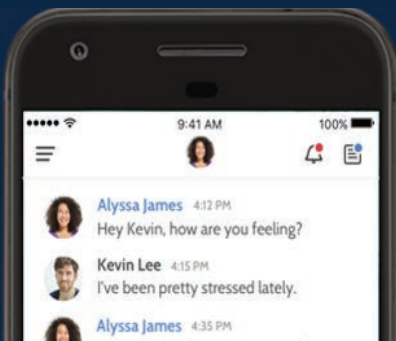 9:41 AM 100%
Alyssa James 4:12 PM
Hey Kevin, how are you feeling?
Kevin Lee 4:15 PM
I've been pretty stressed lately.
Alyssa James 4:35 PM